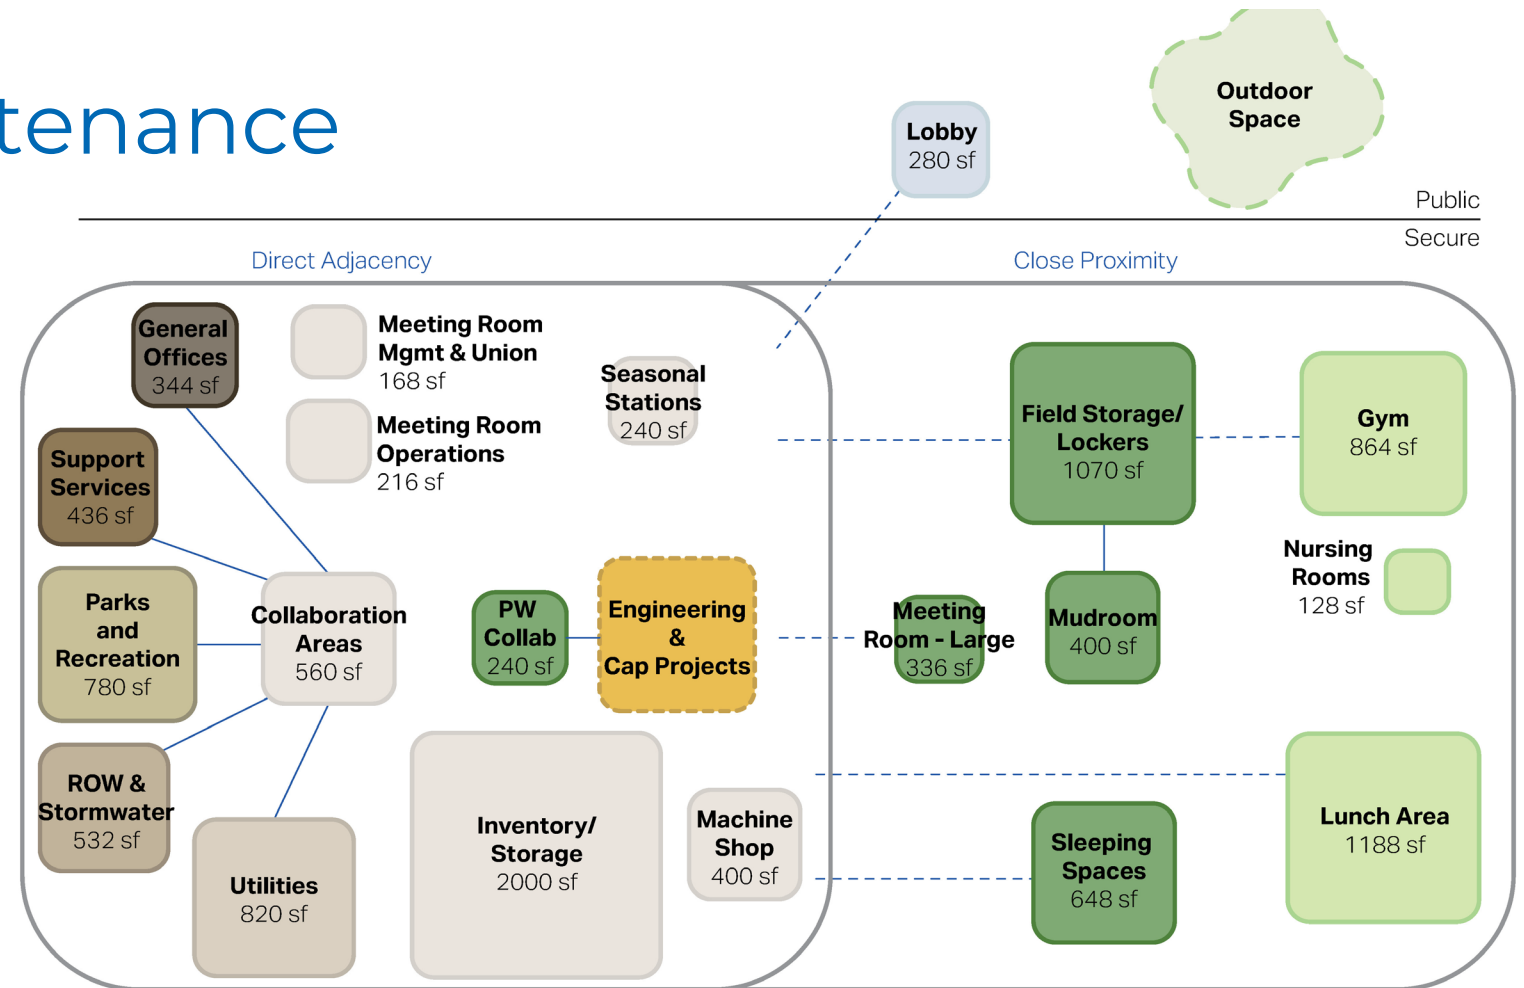 tenance
Lobby
280 sf
Outdoor
Space
Public
Secure
Direct Adjacency
Close Proximity
General
Offices
344 sf
Meeting Room
Mgmt & Union
168 sf
Meeting Room
Operations
216 sf
Seasonal
Stations
240 sf
Support
Services
436 sf
Parks
and
Recreation
780 sf
Collaboration
Areas
560 sf
PW
Collab
240 sf
Engineering
&
Cap Projects
ROW &
Stormwater
532 sf
Utilities
820 sf
Inventory/
Storage
2000 sf
Machine
Shop
400 sf
Field Storage/
Lockers
1070 sf
Gym
864 sf
Nursing
Rooms
128 sf
Meeting
Room - Large
336 sf
Mudroom
400 sf
Sleeping
Spaces
648 sf
Lunch Area
1188 sf